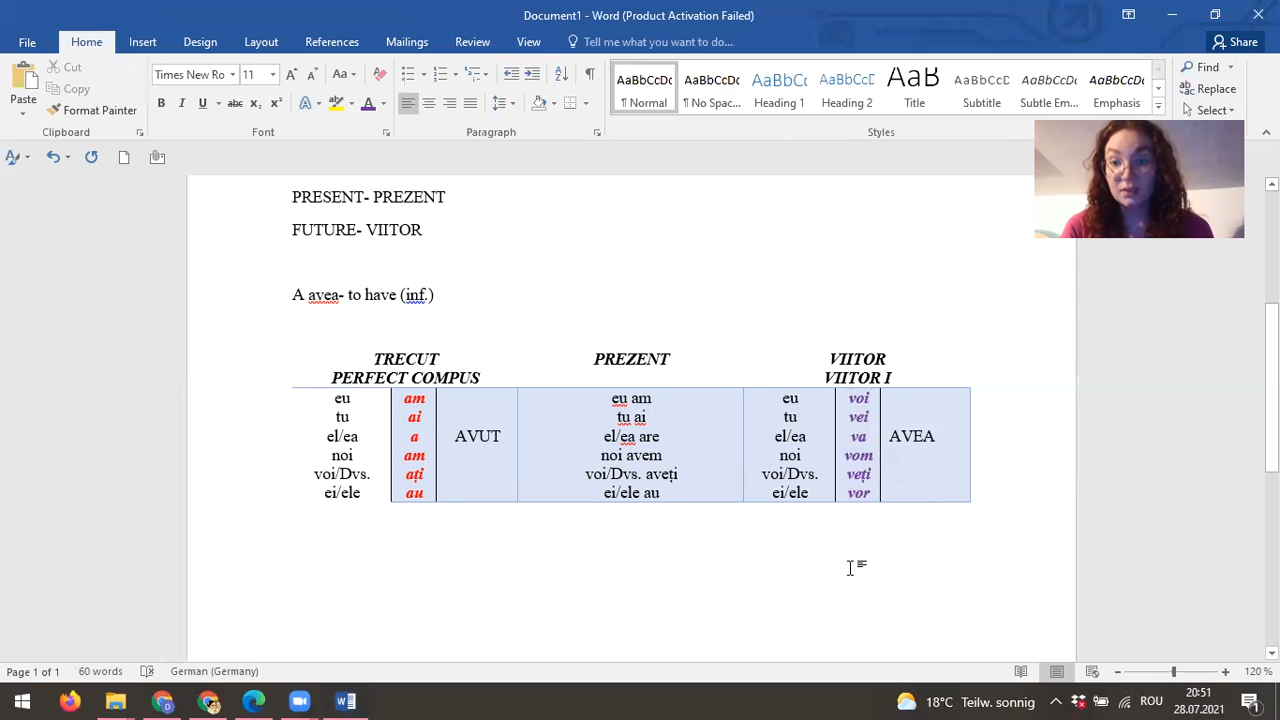 Document1 - Word (Product Activation Failed)
File Home Insert Design Layout References Mailings Review View Tell me what you want to do... Share
Paste Cut Copy Format Painter
Times New Ro 11
AaBbCcDc AaBbCcDc AaBbCc AaBbCcD AaB AaBbCcD AaBbCcDc AaBbCcDc
¶ Normal ¶ No Spac... Heading Heading 2 Title Subtitle Subtle Em... Emphasis
Find Replace Select
Clipboard Font Paragraph Styles
PRESENT- PREZENT
FUTURE- VIITOR
A avea- to have (inf.)
TRECUT PREZENT VIITOR
PERFECT COMPUS VIITOR I
eu am eu am eu voi
tu ai tu ai tu vei
el/ea a AVUT el/ea are el/ea va AVEA
noi am noi avem noi vom
voi/Dvs. ați voi/Dvs. aveți voi/Dvs. veți
ei/ele au ei/ele au ei/ele vor
Page 1 of 1 60 words German (Germany) 120 %
18°C Teilw. sonnig ROU 20:51
28.07.2021